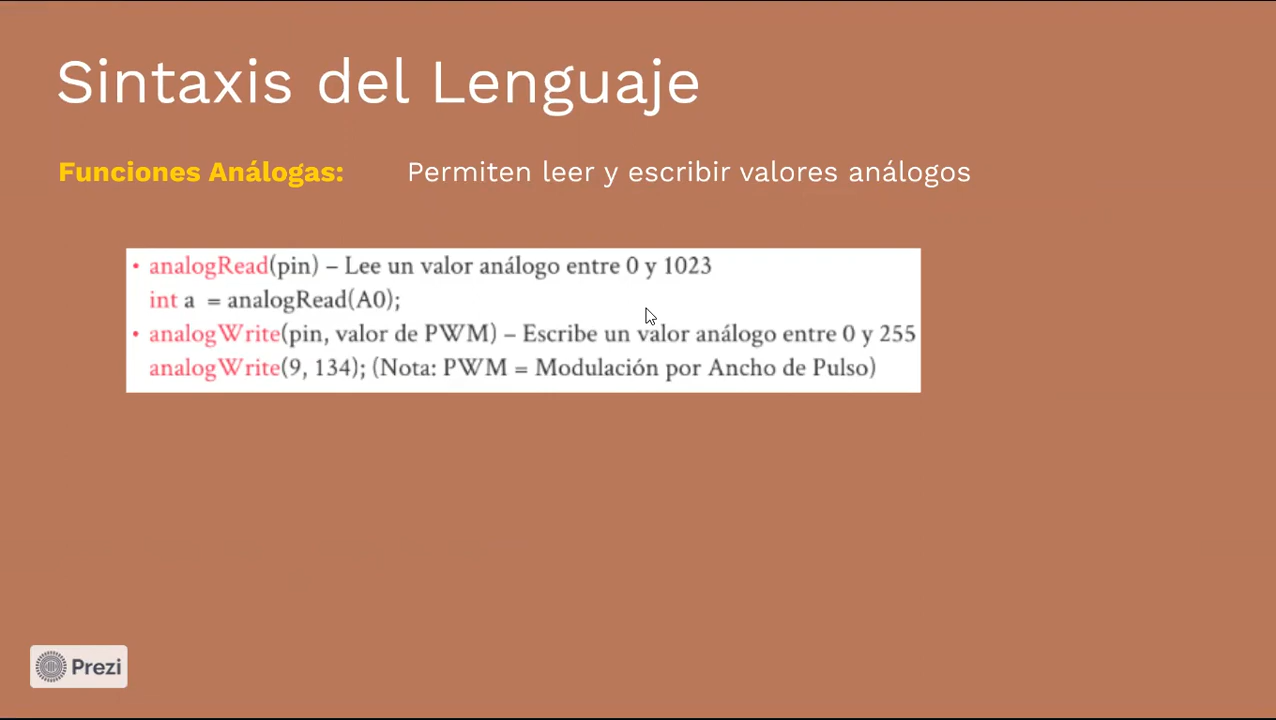 Sintaxis del Lenguaje
Funciones Análogas: Permiten leer y escribir valores análogos
• analogRead(pin) – Lee un valor análogo entre 0 y 1023
int a = analogRead(A0);
• analogWrite(pin, valor de PWM) – Escribe un valor análogo entre 0 y 255
analogWrite(9, 134); (Nota: PWM = Modulación por Ancho de Pulso)
Prezi